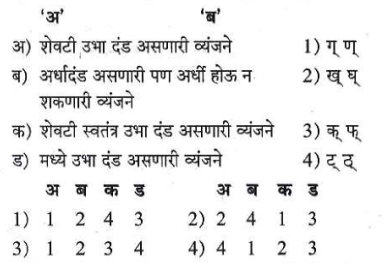 'अ' 'ब'
अ) शेवटी उभा दंड असणारी व्यंजने 1) ग् ण्
ब) अर्धादंड असणारी पण अर्धी होऊ न 2) ख् घ्
शकणारी व्यंजने
क) शेवटी स्वतंत्र उभा दंड असणारी व्यंजने 3) क् फ्
ड) मध्ये उभा दंड असणारी व्यंजने 4) ट् ठ्
अ ब क ड अ ब क ड
1) 1 2 4 3 2) 2 4 1 3
3) 1 2 3 4 4) 4 1 2 3